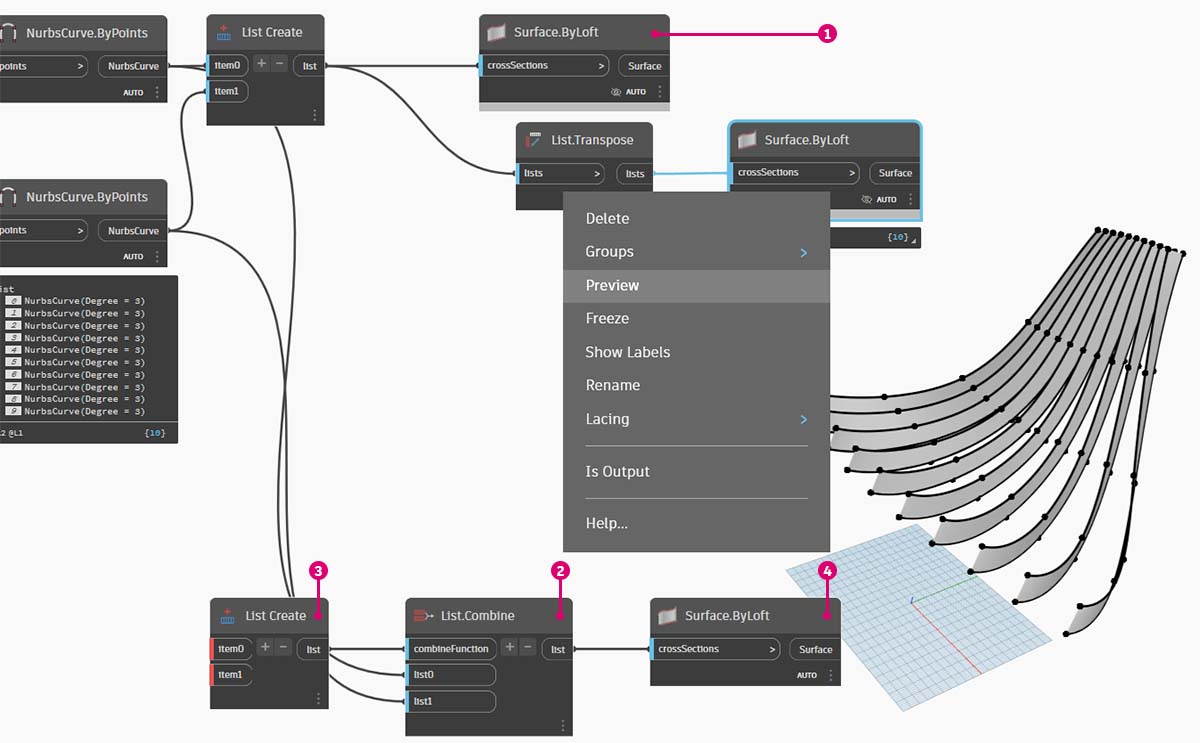 NurbsCurve.ByPoints
points > NurbsCurve
AUTO
List Create
Item0 + − list
Item1
Surface.ByLoft
crossSections > Surface
AUTO
1
List.Transpose
lists > lists
Surface.ByLoft
crossSections > Surface
AUTO
{10}
NurbsCurve.ByPoints
points > NurbsCurve
AUTO
ist
0 NurbsCurve(Degree = 3)
1 NurbsCurve(Degree = 3)
2 NurbsCurve(Degree = 3)
3 NurbsCurve(Degree = 3)
4 NurbsCurve(Degree = 3)
5 NurbsCurve(Degree = 3)
6 NurbsCurve(Degree = 3)
7 NurbsCurve(Degree = 3)
8 NurbsCurve(Degree = 3)
9 NurbsCurve(Degree = 3)
L2 @L1 {10}
Delete
Groups >
Preview
Freeze
Show Labels
Rename
Lacing >
Is Output
Help...
3
List Create
Item0 + − list
Item1
2
List.Combine
combineFunction + − list
list0
list1
4
Surface.ByLoft
crossSections > Surface
AUTO